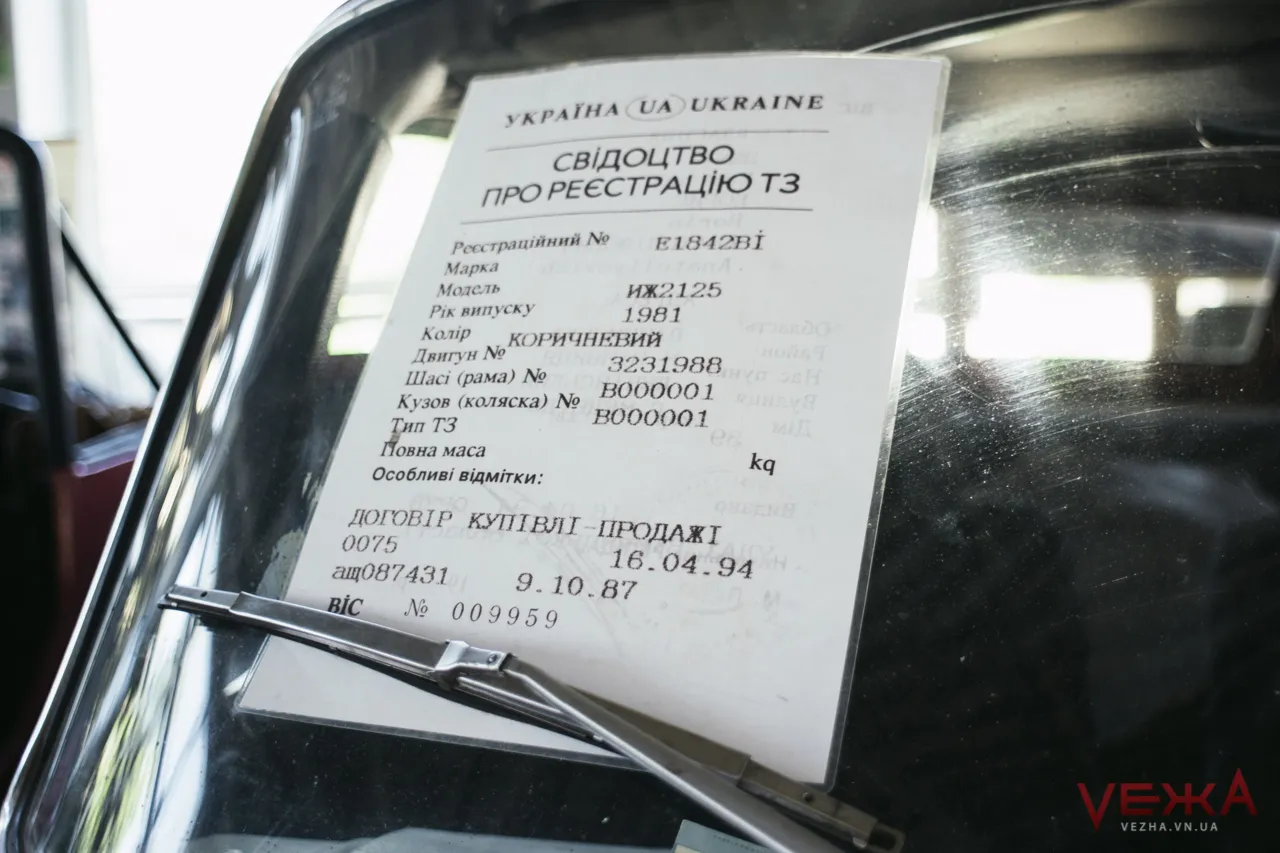 УКРАЇНА UA UKRAINE
СВІДОЦТВО
ПРО РЕЄСТРАЦІЮ ТЗ
Реєстраційний № Е1842ВІ
Марка
Модель ИЖ2125
Рік випуску 1981
Колір КОРИЧНЕВИЙ
Двигун № 3231988
Шасі (рама) № В000001
Кузов (коляска) № В000001
Тип ТЗ
Повна маса kq
Особливі відмітки:
ДОГОВІР КУПІВЛІ-ПРОДАЖІ
0075 16.04.94
ащ087431 9.10.87
ВІС № 009959
VEЖA
VEZHA.VN.UA